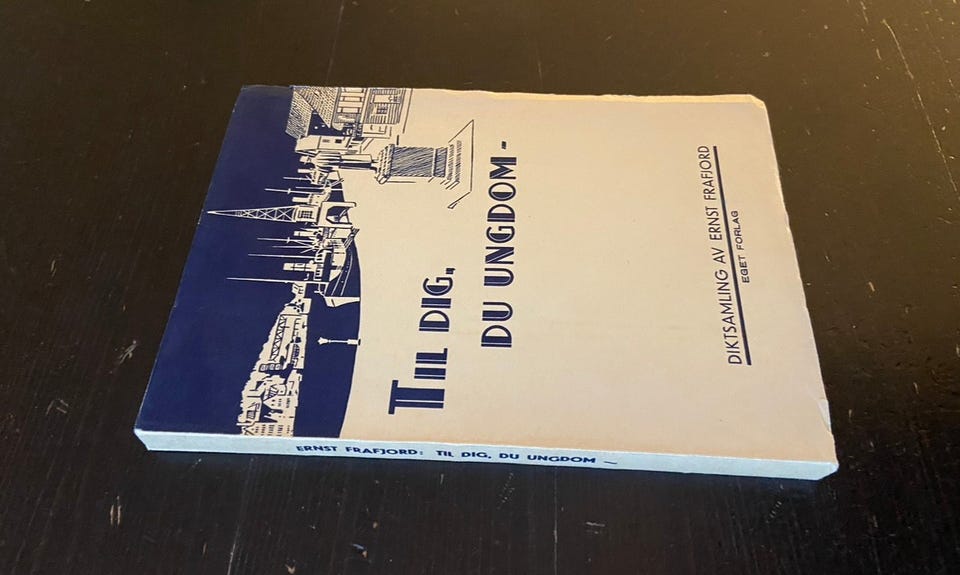 TIL DIG,
DU UNGDOM -
DIKTSAMLING AV ERNST FRAFJORD
EGET FORLAG
ERNST FRAFJORD: TIL DIG, DU UNGDOM -